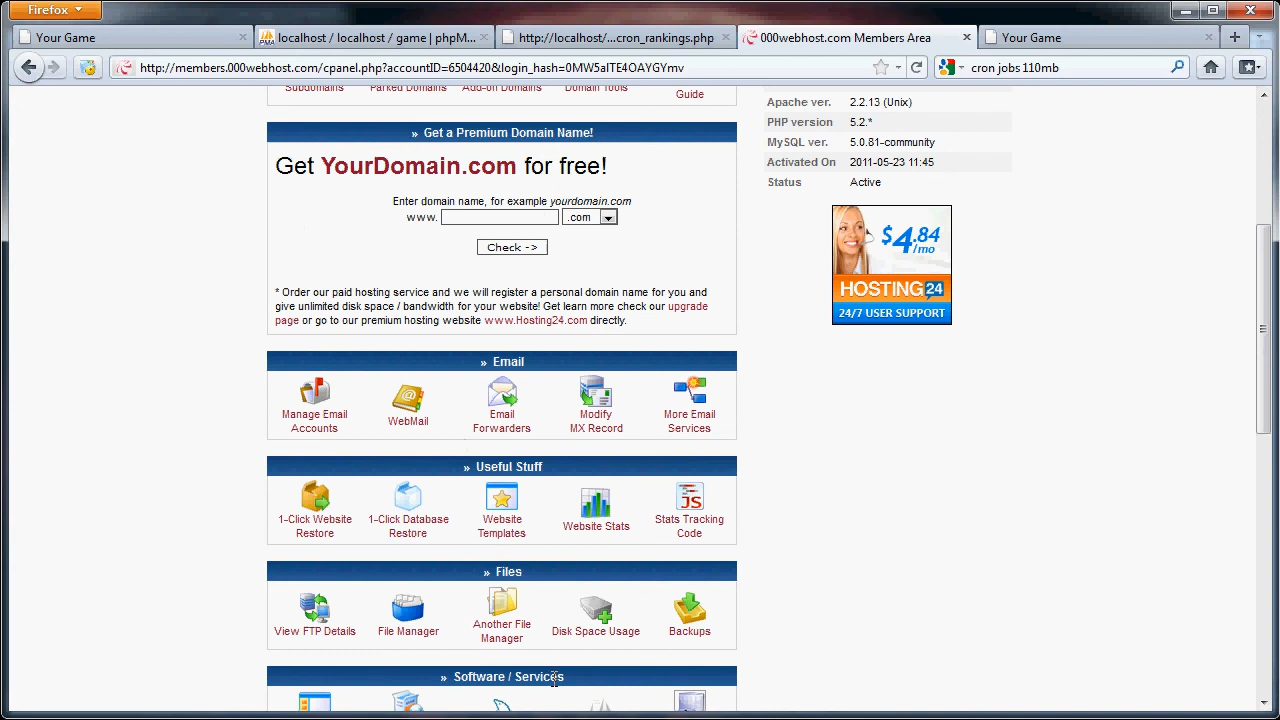 Firefox
Your Game
localhost / localhost / game | phpM...
http://localhost/...cron_rankings.php
000webhost.com Members Area
Your Game
http://members.000webhost.com/cpanel.php?accountID=6504420&login_hash=0MW5aITE4OAYGYmv
cron jobs 110mb
Subdomains
Parked Domains
Add-on Domains
Domain Tools
Guide
» Get a Premium Domain Name!
Get YourDomain.com for free!
Enter domain name, for example yourdomain.com
www.
.com
Check ->
* Order our paid hosting service and we will register a personal domain name for you and
give unlimited disk space / bandwidth for your website! Get learn more check our upgrade
page or go to our premium hosting website www.Hosting24.com directly.
» Email
Manage Email
Accounts
WebMail
Email
Forwarders
Modify
MX Record
More Email
Services
» Useful Stuff
1-Click Website
Restore
1-Click Database
Restore
Website
Templates
Website Stats
JS
Stats Tracking
Code
» Files
View FTP Details
File Manager
Another File
Manager
Disk Space Usage
Backups
» Software / Services
Apache ver. 2.2.13 (Unix)
PHP version 5.2.*
MySQL ver. 5.0.81-community
Activated On 2011-05-23 11:45
Status Active
$4.84
/mo
HOSTING 24
24/7 USER SUPPORT